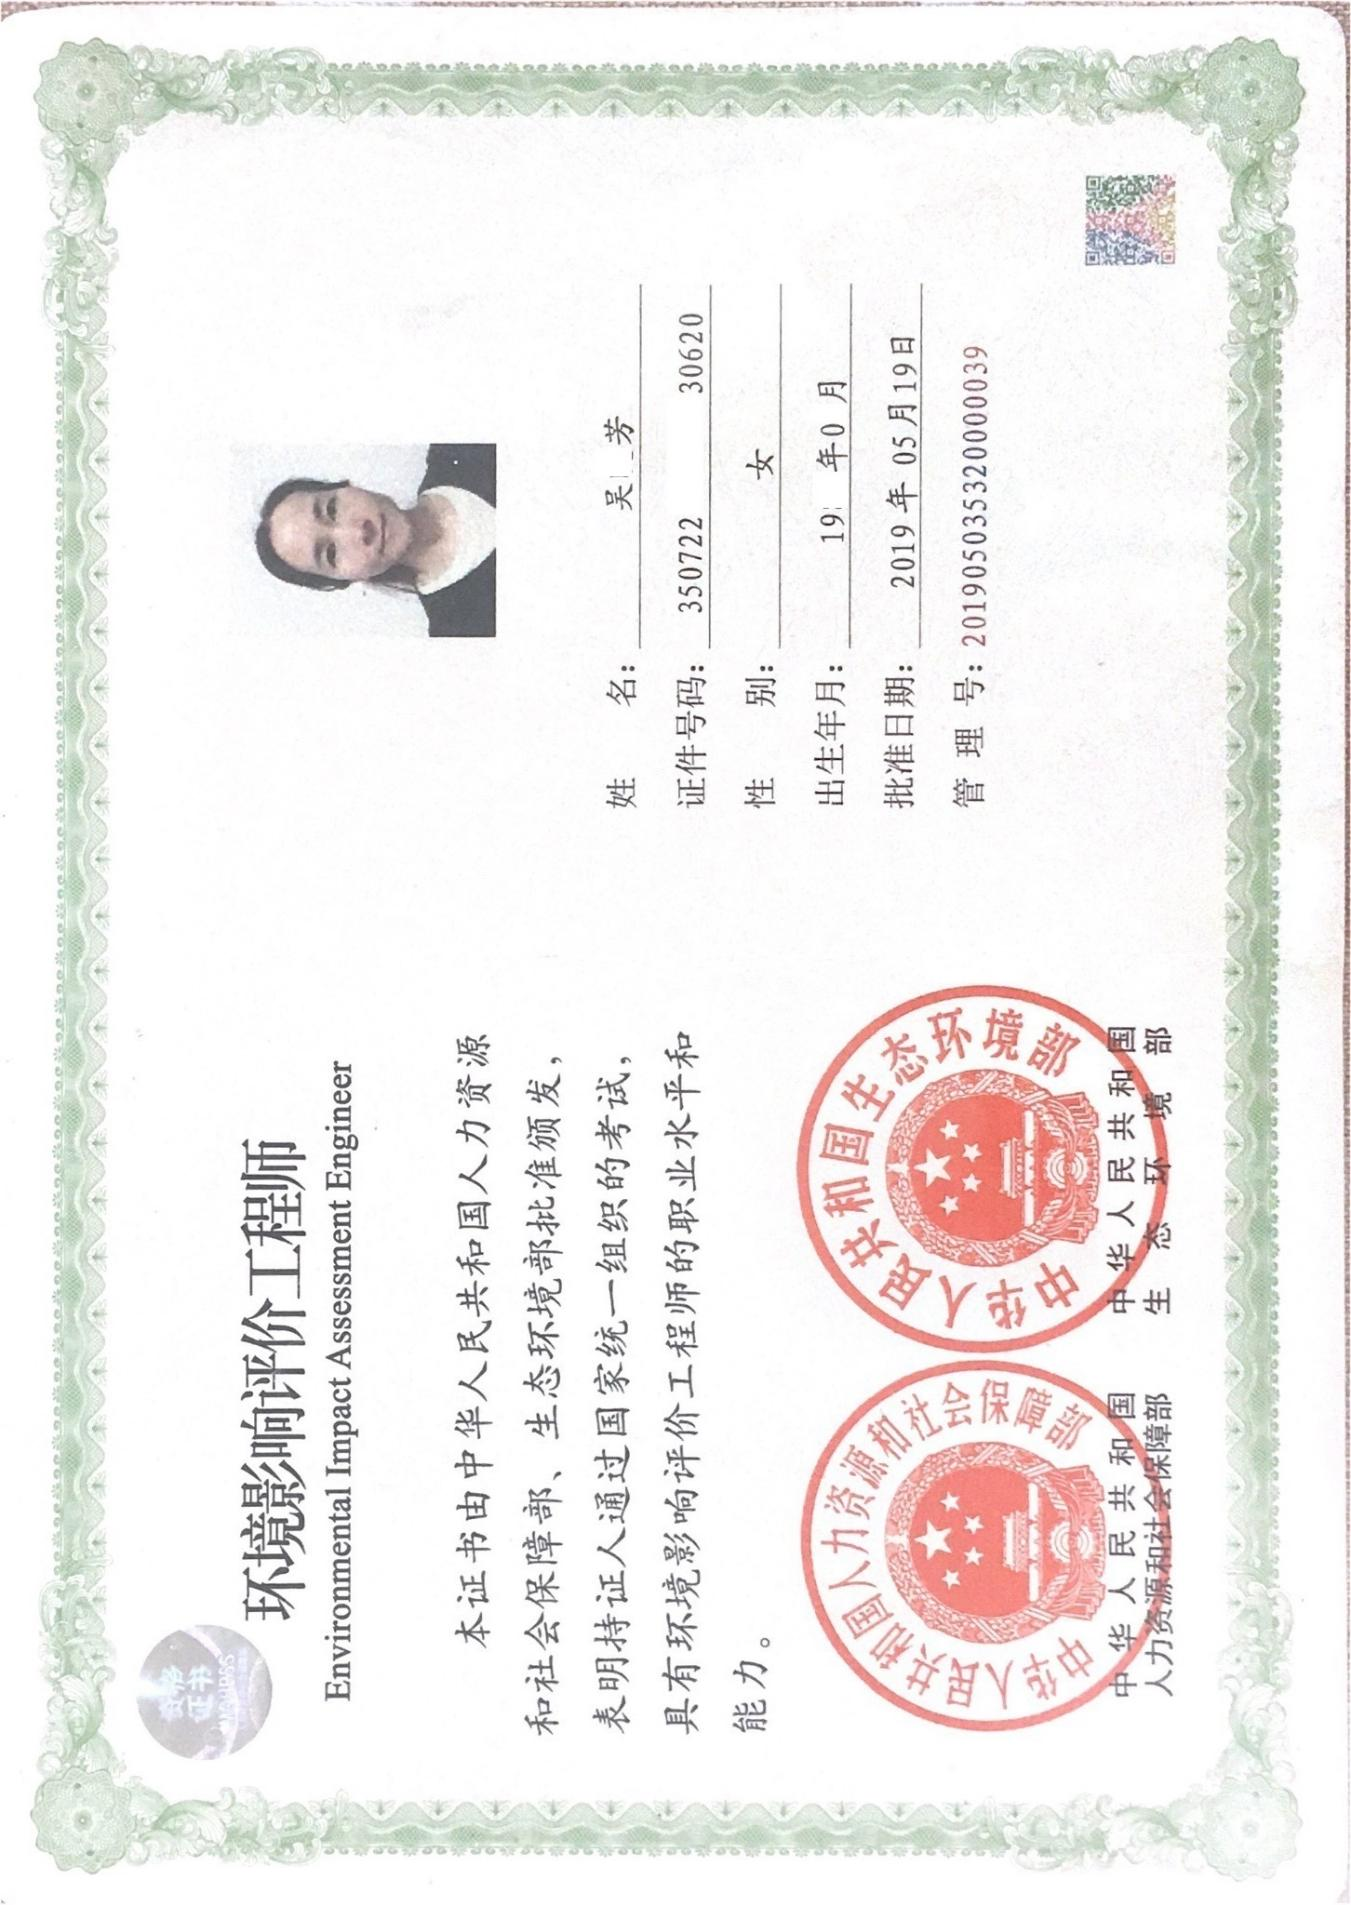 环境影响评价工程师
Environmental Impact Assessment Engineer
本证书由中华人民共和国人力资源
和社会保障部、生态环境部批准颁发，
表明持证人通过国家统一组织的考试，
具有环境影响评价工程师的职业水平和
能力。
中华人民共和国人力资源和社会保障部
中华人民共和国
人力资源和社会保障部
中华人民共和国生态环境部
中华人民共和国
生态环境部
姓 名： 吴 芳
证件号码： 350722 30620
性 别： 女
出生年月： 19 年0 月
批准日期： 2019年05月19日
管理号： 201905035320000039